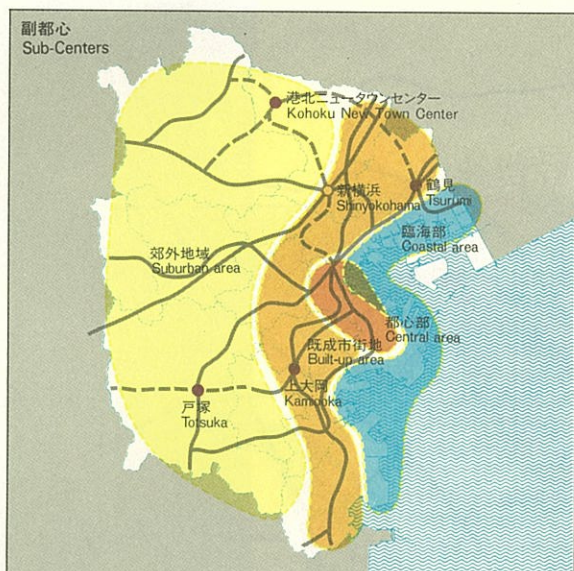 副都心
Sub-Centers
港北ニュータウンセンター
Kohoku New Town Center
新横浜
Shinyokohama
鶴見
Tsurumi
臨海部
Coastal area
郊外地域
Suburban area
都心部
Central area
既成市街地
Built-up area
上大岡
Kamiooka
戸塚
Totsuka